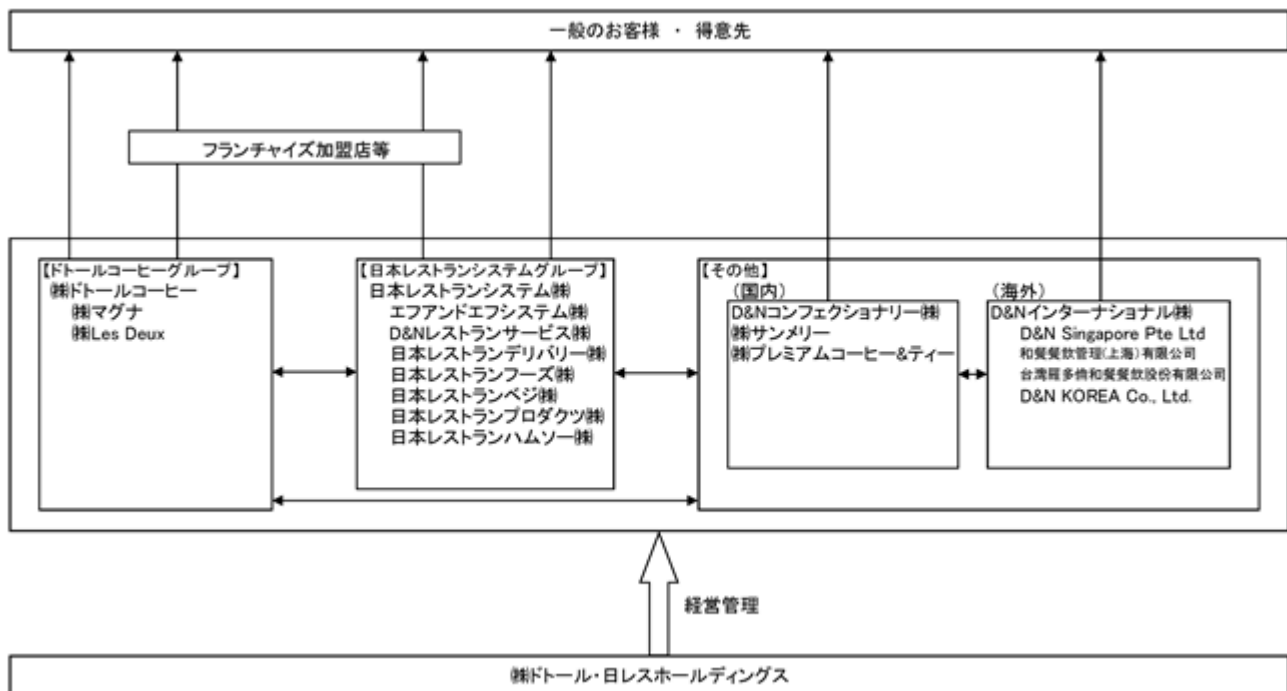 一般のお客様 ・ 得意先
フランチャイズ加盟店等
【ドトールコーヒーグループ】
㈱ドトールコーヒー
㈱マグナ
㈱Les Deux
【日本レストランシステムグループ】
日本レストランシステム㈱
エフアンドエフシステム㈱
D&Nレストランサービス㈱
日本レストランデリバリー㈱
日本レストランフーズ㈱
日本レストランベジ㈱
日本レストランプロダクツ㈱
日本レストランハムソー㈱
【その他】
（国内）
D&Nコンフェクショナリー㈱
㈱サンメリー
㈱プレミアムコーヒー&ティー
（海外）
D&Nインターナショナル㈱
D&N Singapore Pte Ltd
和餐餐飲管理(上海)有限公司
台灣羅多倫和餐餐飲股份有限公司
D&N KOREA Co., Ltd.
経営管理
㈱ドトール・日レスホールディングス